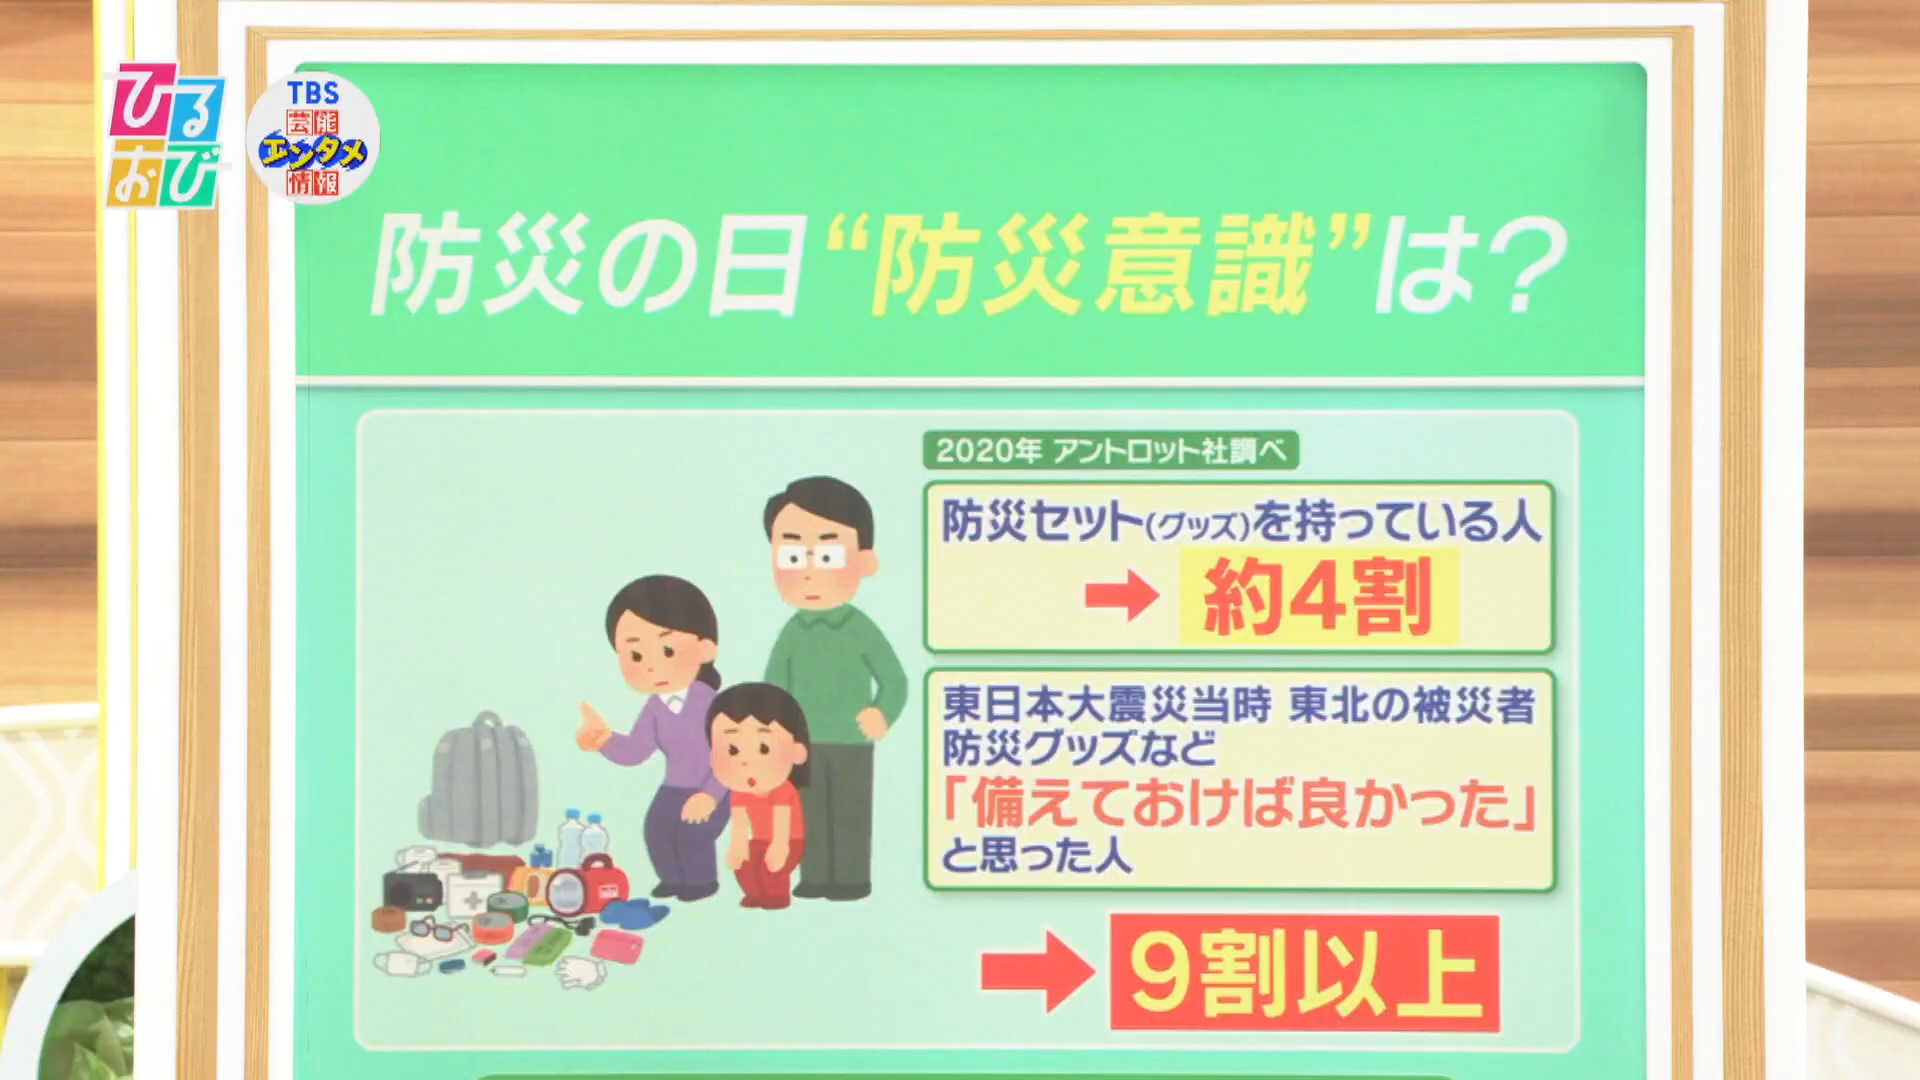 ひるおび
TBS
芸能
エンタメ
情報
防災の日“防災意識”は?
2020年 アントロット社調べ
防災セット(グッズ)を持っている人
➡ 約4割
東日本大震災当時 東北の被災者
防災グッズなど
「備えておけば良かった」
と思った人
➡ 9割以上